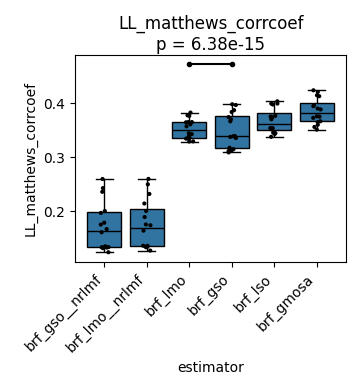 LL_matthews_corrcoef
p = 6.38e-15
LL_matthews_corrcoef
0.4
0.3
0.2
brf_gso__nrlmf
brf_lmo__nrlmf
brf_lmo
brf_gso
brf_lso
brf_gmosa
estimator